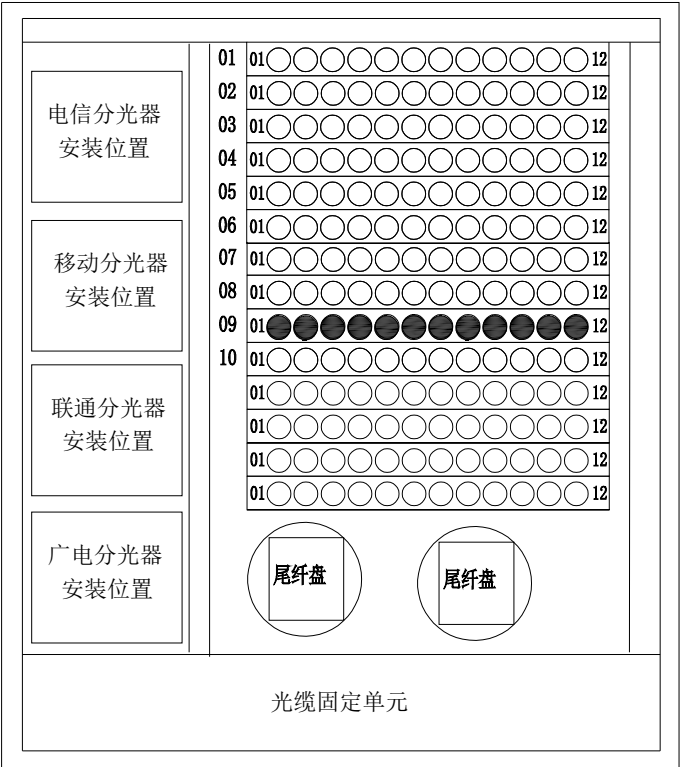 电信分光器
安装位置
移动分光器
安装位置
联通分光器
安装位置
广电分光器
安装位置
01 01 12
02 01 12
03 01 12
04 01 12
05 01 12
06 01 12
07 01 12
08 01 12
09 01 12
10 01 12
01 12
01 12
01 12
01 12
尾纤盘 尾纤盘
光缆固定单元